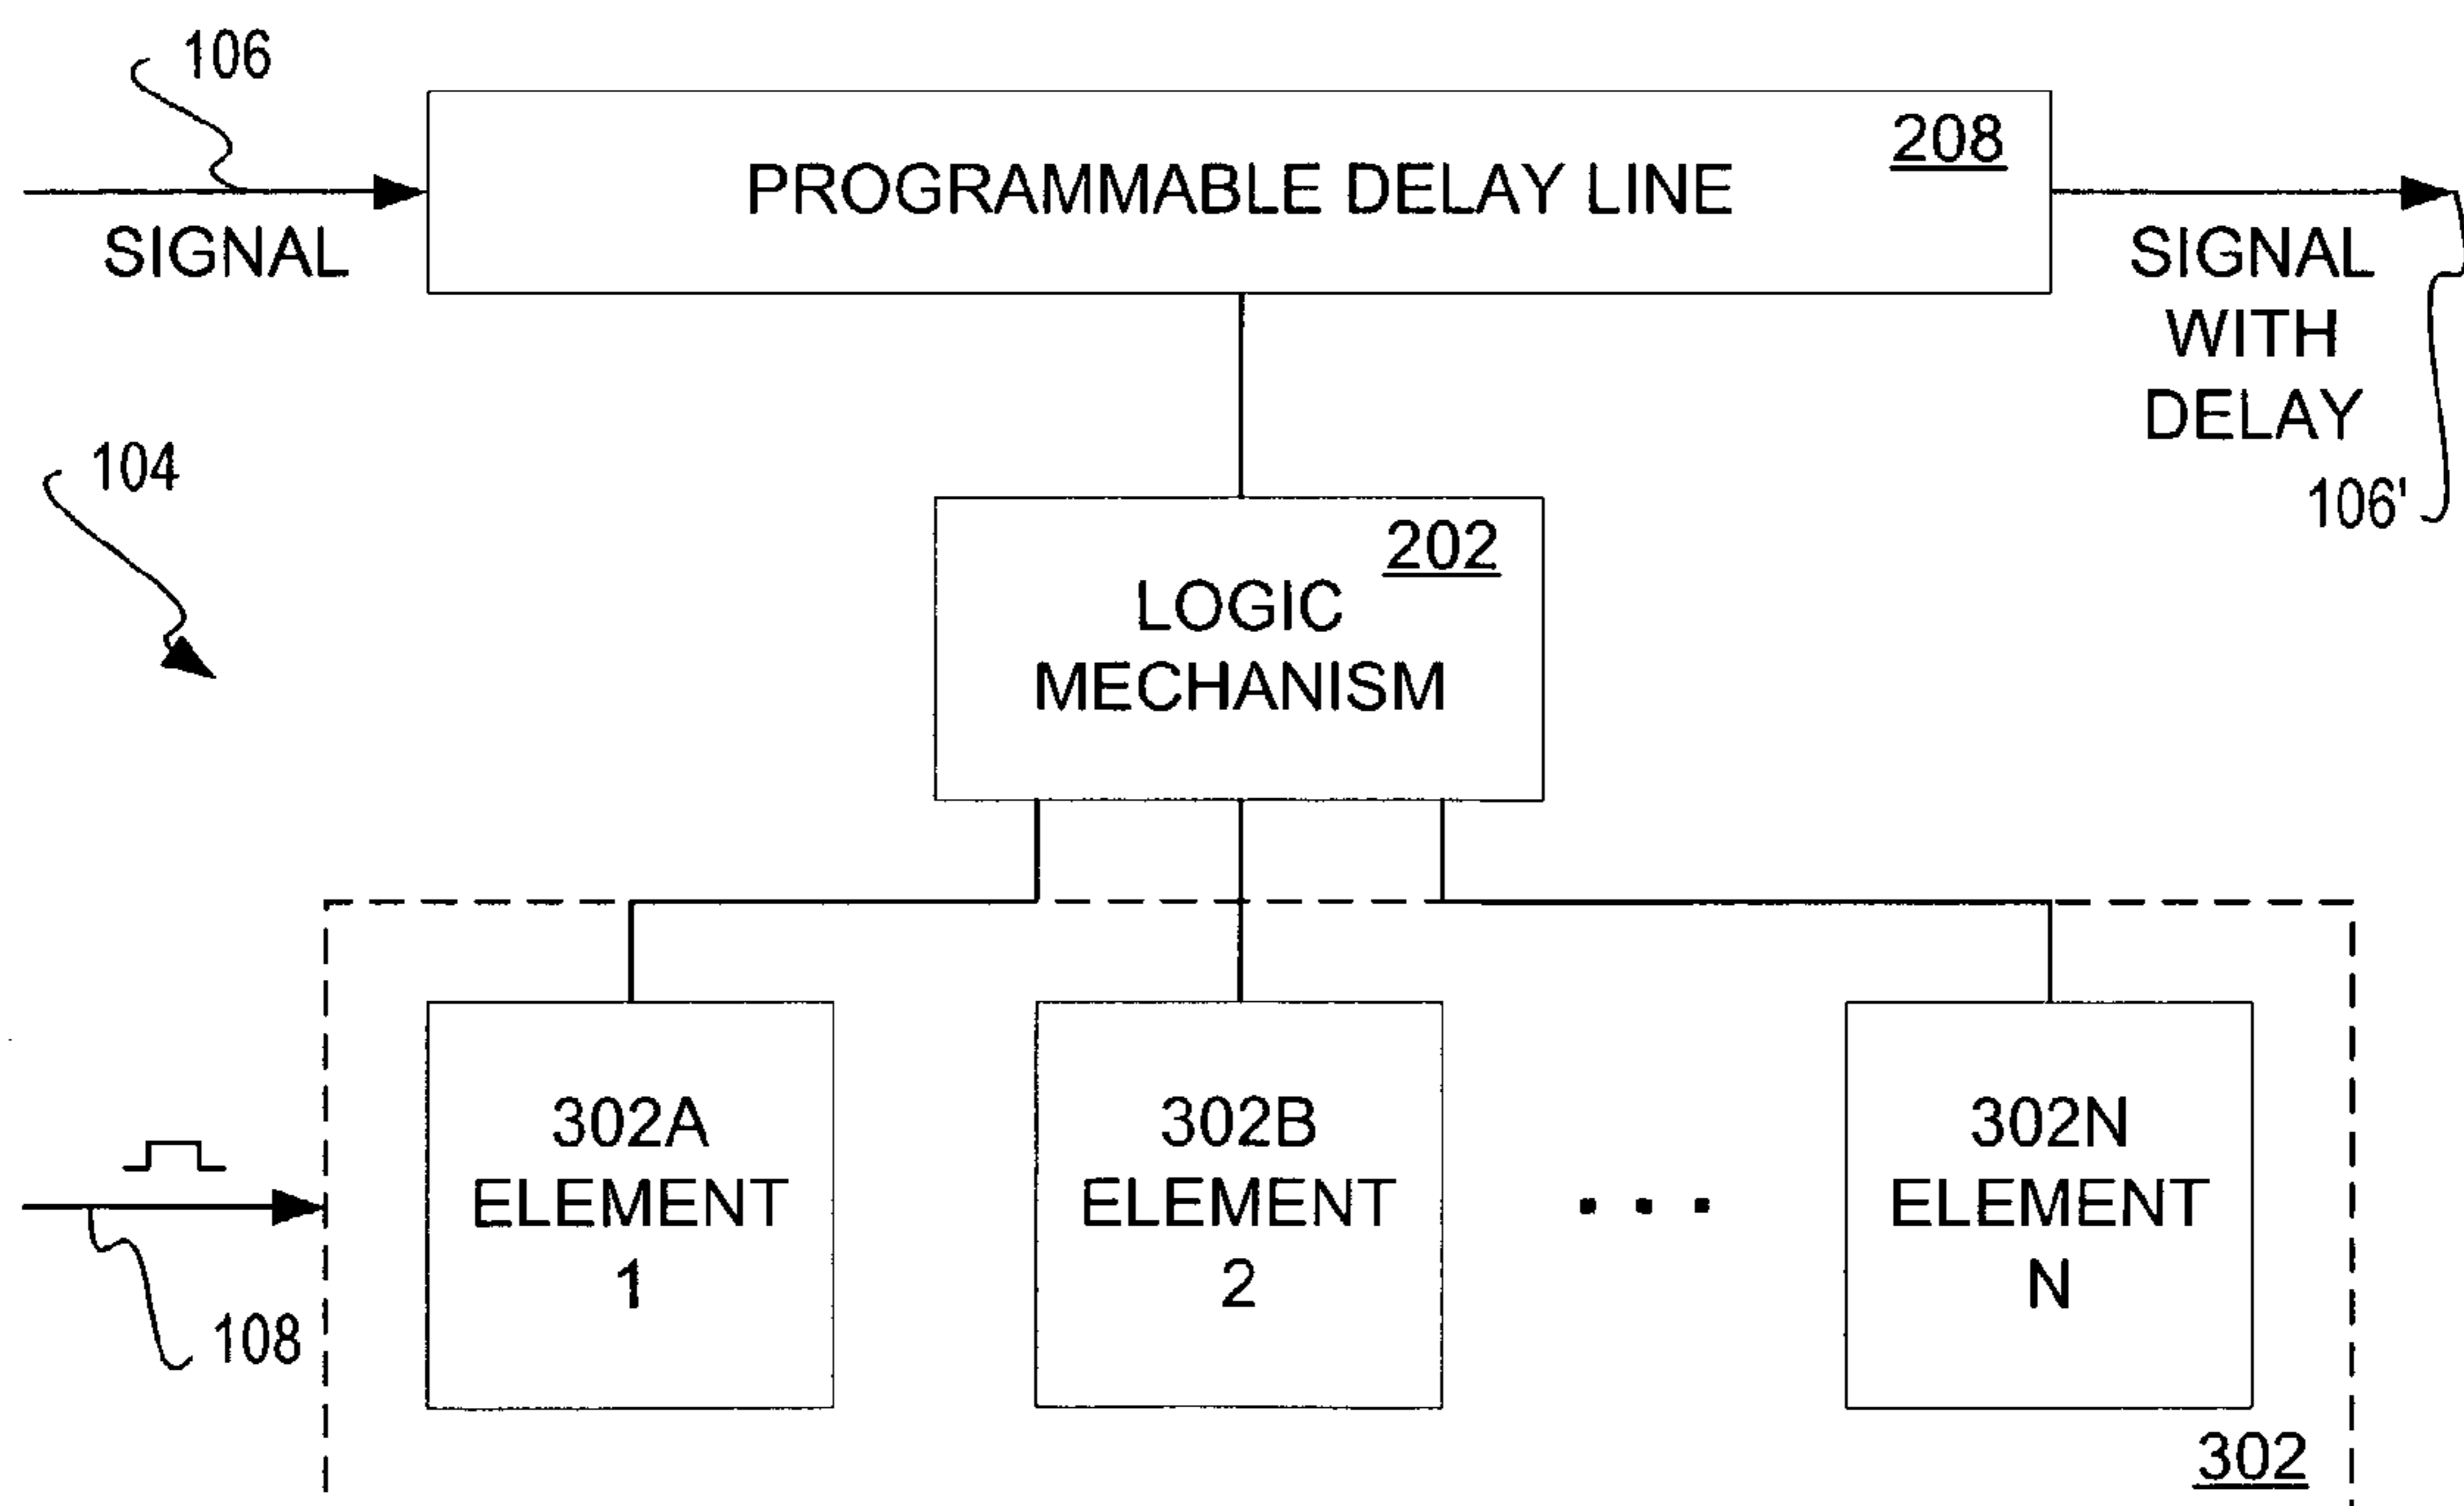 106
208
PROGRAMMABLE DELAY LINE
SIGNAL
SIGNAL
WITH
DELAY
106'
104
202
LOGIC
MECHANISM
302A
ELEMENT
1
302B
ELEMENT
2
302N
ELEMENT
N
108
302